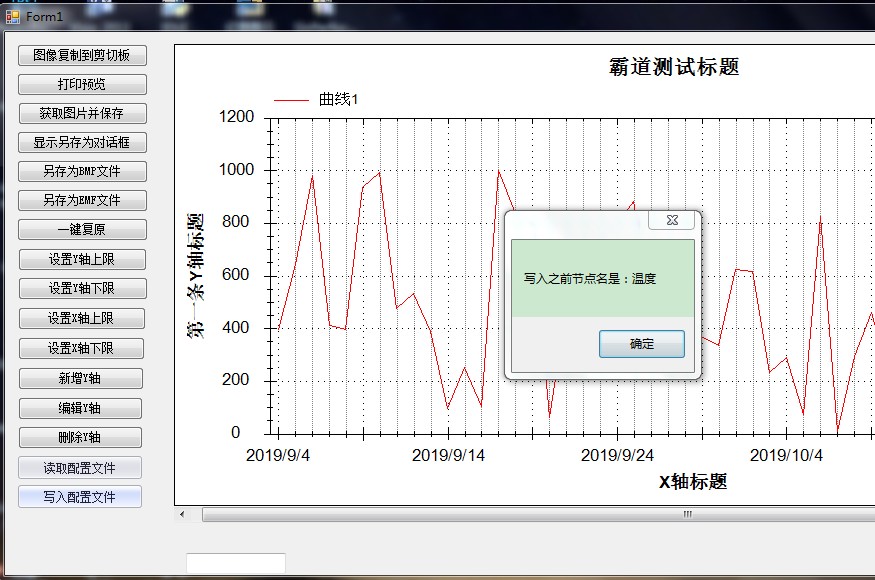 Form1
图像复制到剪切板
打印预览
获取图片并保存
显示另存为对话框
另存为BMP文件
另存为EMF文件
一键复原
设置Y轴上限
设置Y轴下限
设置X轴上限
设置X轴下限
新增Y轴
编辑Y轴
删除Y轴
读取配置文件
写入配置文件
霸道测试标题
曲线1
第一条Y轴标题
1200
1000
800
600
400
200
0
写入之前节点名是：温度
确定
2019/9/4 2019/9/14 2019/9/24 2019/10/4
X轴标题